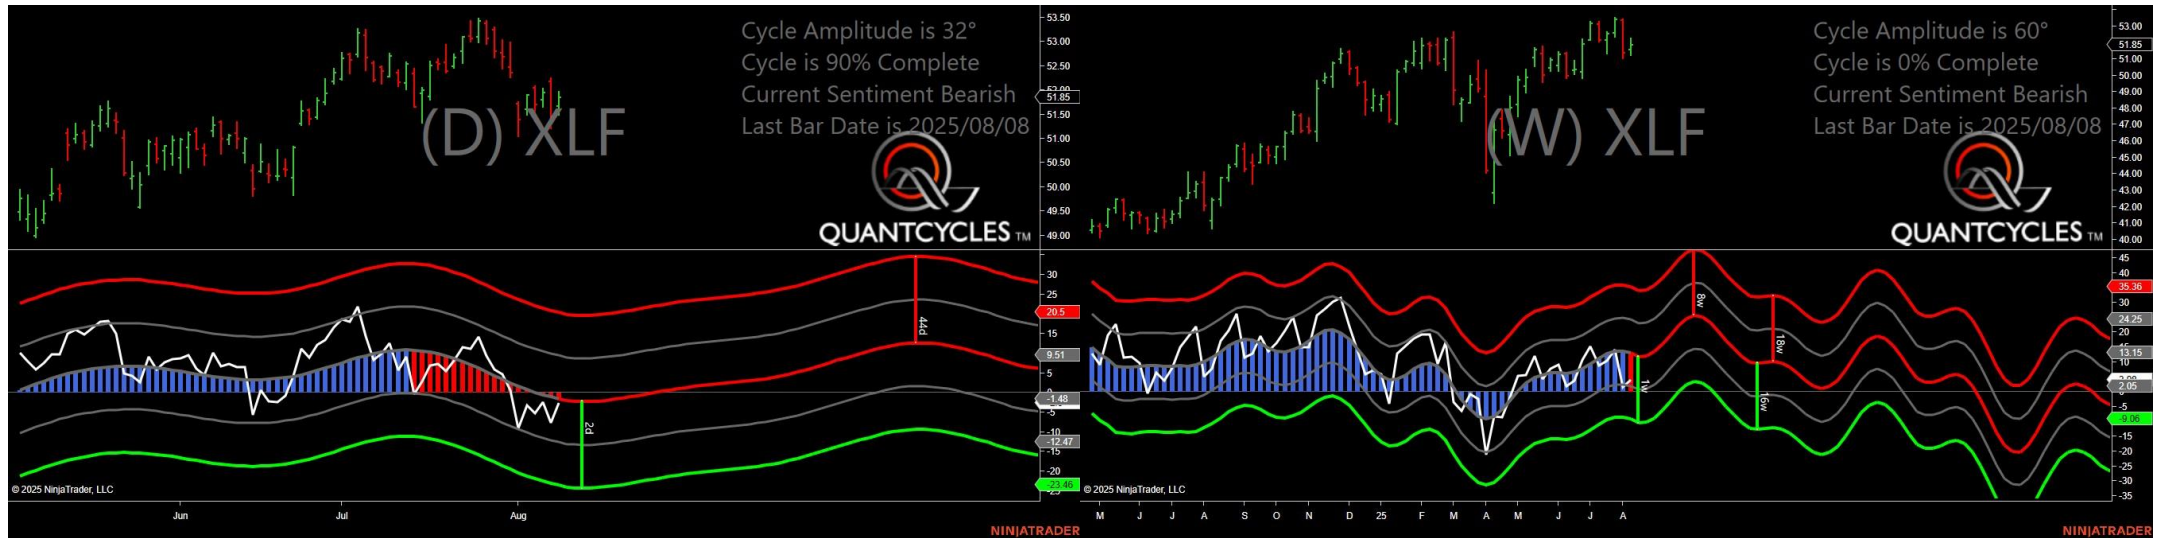 Cycle Amplitude is 32°
Cycle is 90% Complete
Current Sentiment Bearish
Last Bar Date is 2025/08/08
(D) XLF
QUANTCYCLES TM
53.50
53.00
52.50
52.00
51.85
51.50
51.00
50.50
50.00
49.50
49.00
30
25
20.5
15
9.51
5
0
-1.48
-5
-12.47
-15
-20
-23.46
-25
44d
2d
© 2025 NinjaTrader, LLC
Jun
Jul
Aug
NINJATRADER
Cycle Amplitude is 60°
Cycle is 0% Complete
Current Sentiment Bearish
Last Bar Date is 2025/08/08
(W) XLF
QUANTCYCLES TM
53.00
51.85
51.00
50.00
49.00
48.00
47.00
46.00
45.00
44.00
43.00
42.00
41.00
40.00
45
40
35.36
30
24.25
20
13.15
10
2.05
-5
-9.06
-15
-20
-25
-30
-35
8w
18w
1w
16w
© 2025 NinjaTrader, LLC
M
J
J
A
S
O
N
D
25
F
M
A
M
J
J
A
NINJATRADER